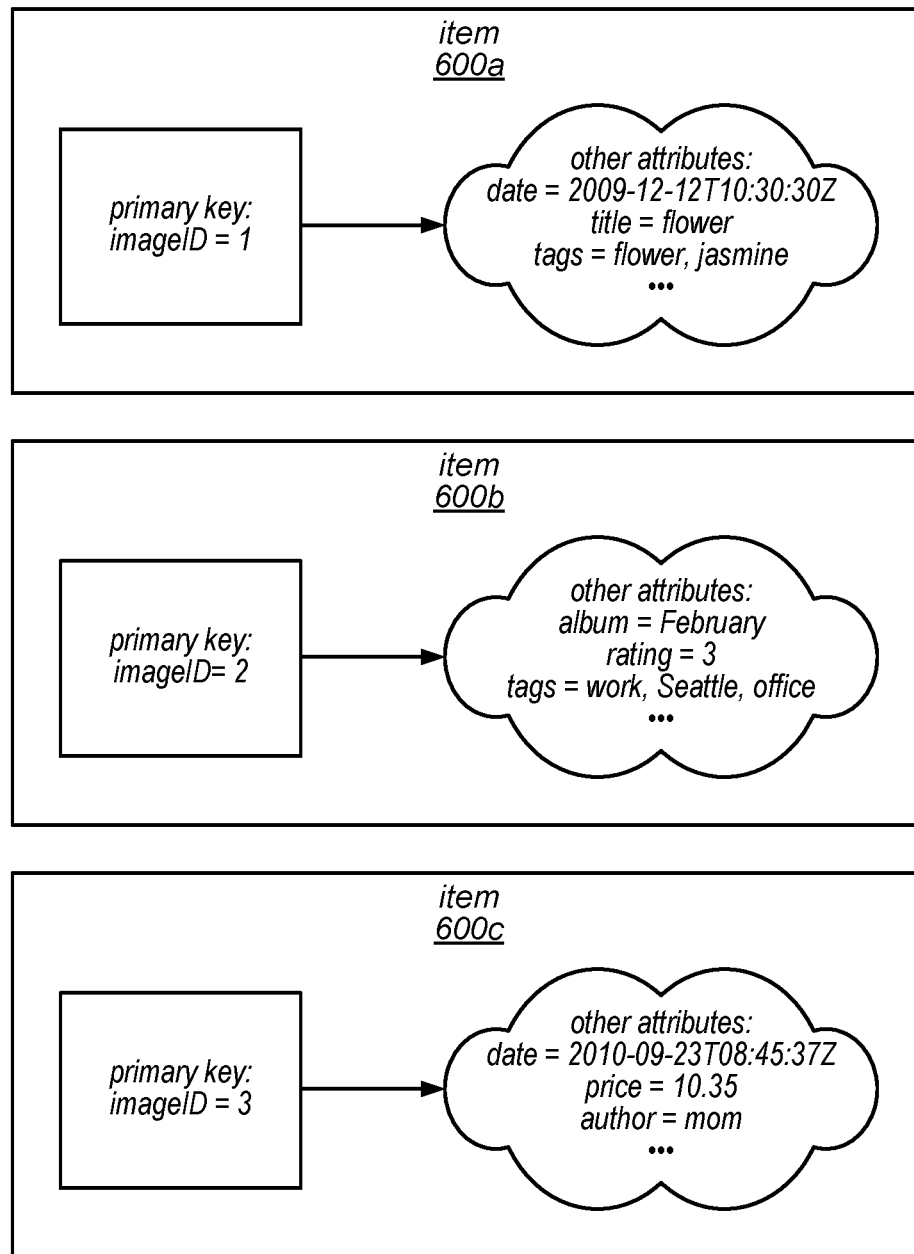 item
600a
primary key:
imageID = 1
other attributes:
date = 2009-12-12T10:30:30Z
title = flower
tags = flower, jasmine
•••
item
600b
primary key:
imageID= 2
other attributes:
album = February
rating = 3
tags = work, Seattle, office
•••
item
600c
primary key:
imageID = 3
other attributes:
date = 2010-09-23T08:45:37Z
price = 10.35
author = mom
•••